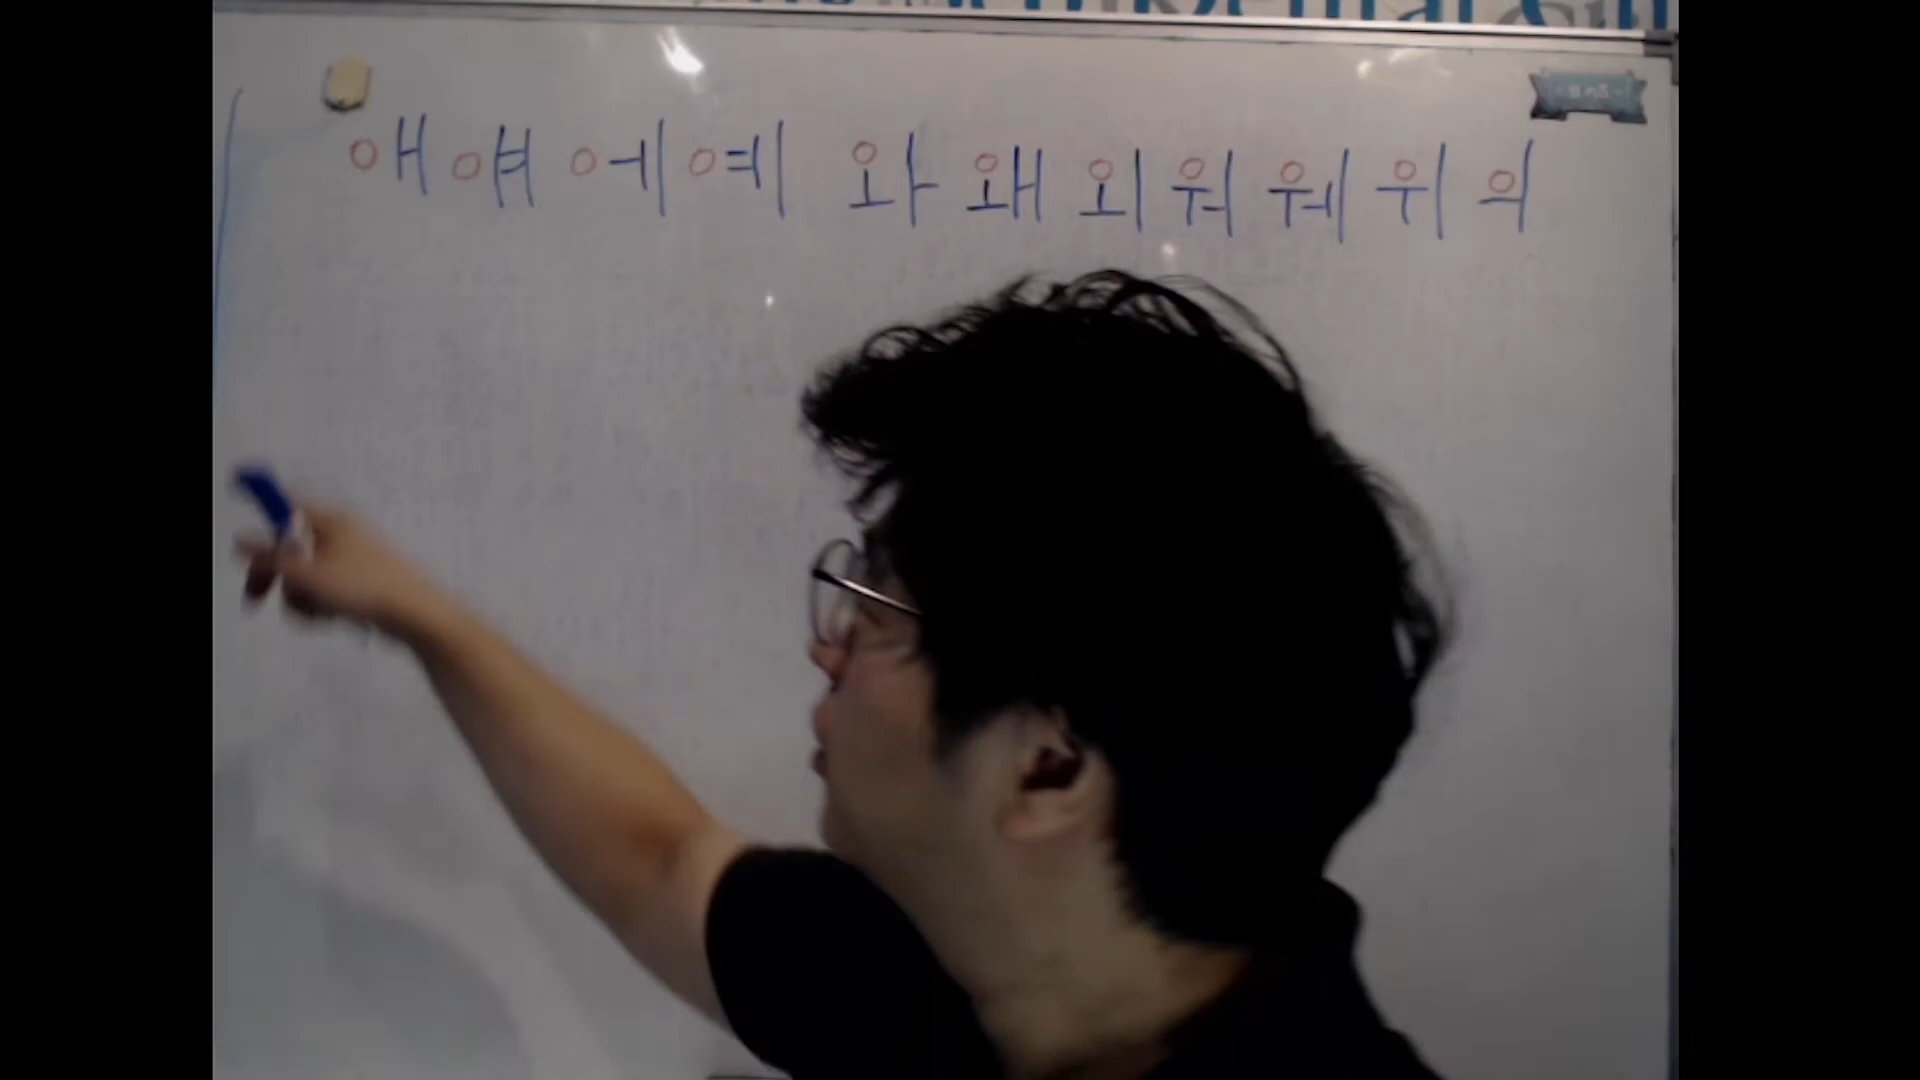 애 얘 에 예 와 왜 외 워 웨 위 의